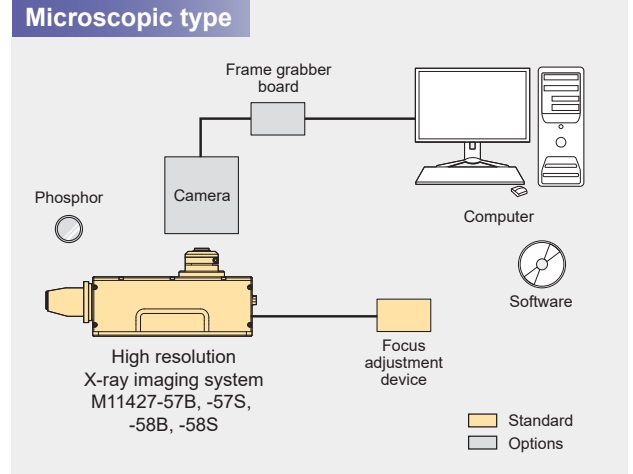 Microscopic type
Frame grabber
board
Camera
Phosphor
Computer
Software
High resolution
X-ray imaging system
M11427-57B, -57S,
-58B, -58S
Focus
adjustment
device
Standard
Options